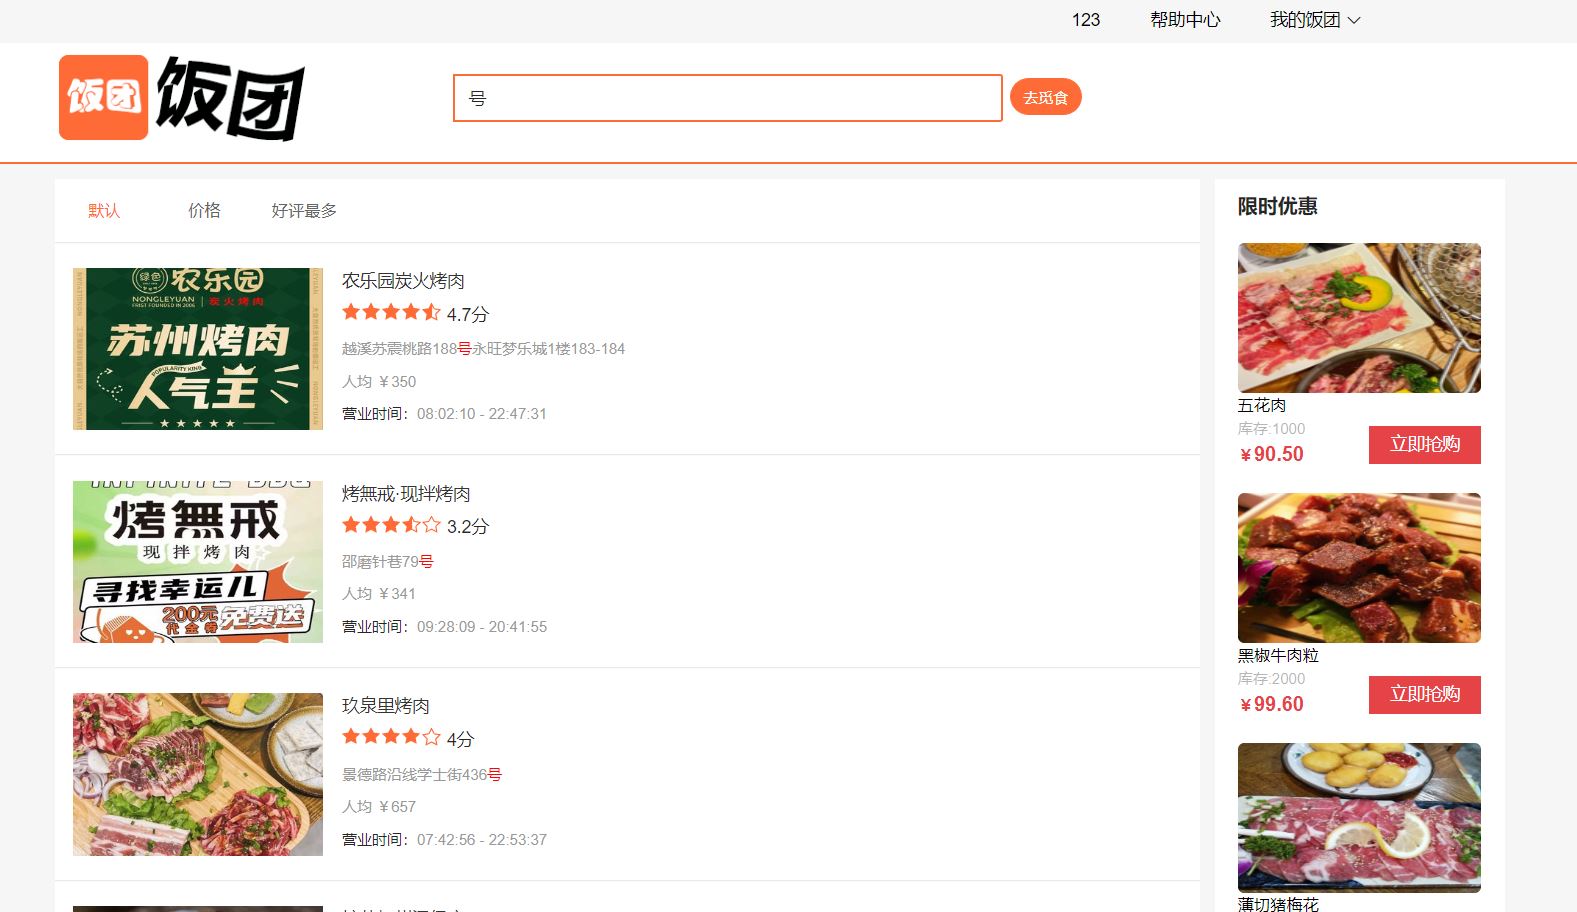 123 帮助中心 我的饭团
饭团 饭团
号 去觅食
默认 价格 好评最多
绿色
农乐园
NONGLEYUAN
FRIST FOUNDED IN 2006
炭火烤肉
苏州烤肉
POPULARITY KING
人气王
农乐园炭火烤肉
4.7分
越溪苏震桃路188号永旺梦乐城1楼183-184
人均 ￥350
营业时间：08:02:10 - 22:47:31
烤無戒
现拌烤肉
寻找幸运儿
200元
代金券
免费送
烤無戒·现拌烤肉
3.2分
邵磨针巷79号
人均 ￥341
营业时间：09:28:09 - 20:41:55
玖泉里烤肉
4分
景德路沿线学士街436号
人均 ￥657
营业时间：07:42:56 - 22:53:37
限时优惠
五花肉
库存:1000
￥90.50
立即抢购
黑椒牛肉粒
库存:2000
￥99.60
立即抢购
薄切猪梅花